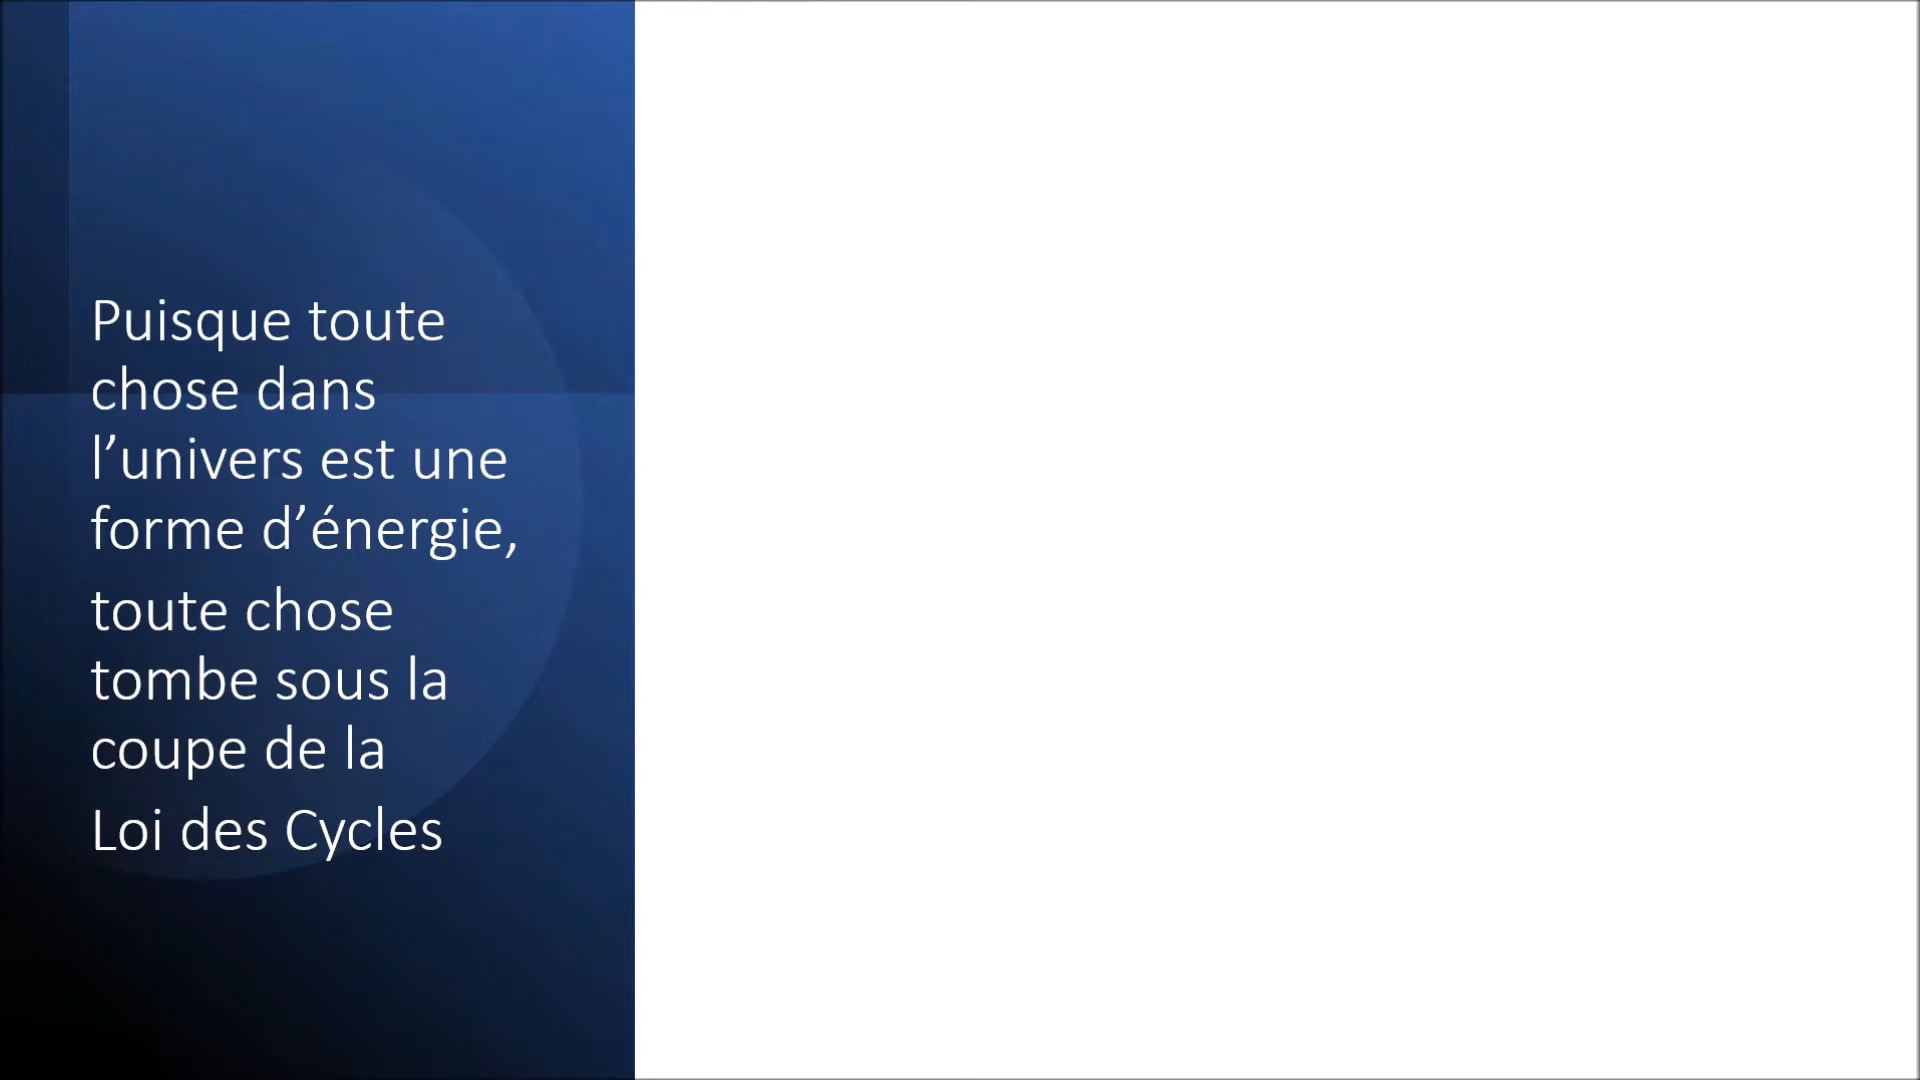 Puisque toute
chose dans
l’univers est une
forme d’énergie,
toute chose
tombe sous la
coupe de la
Loi des Cycles